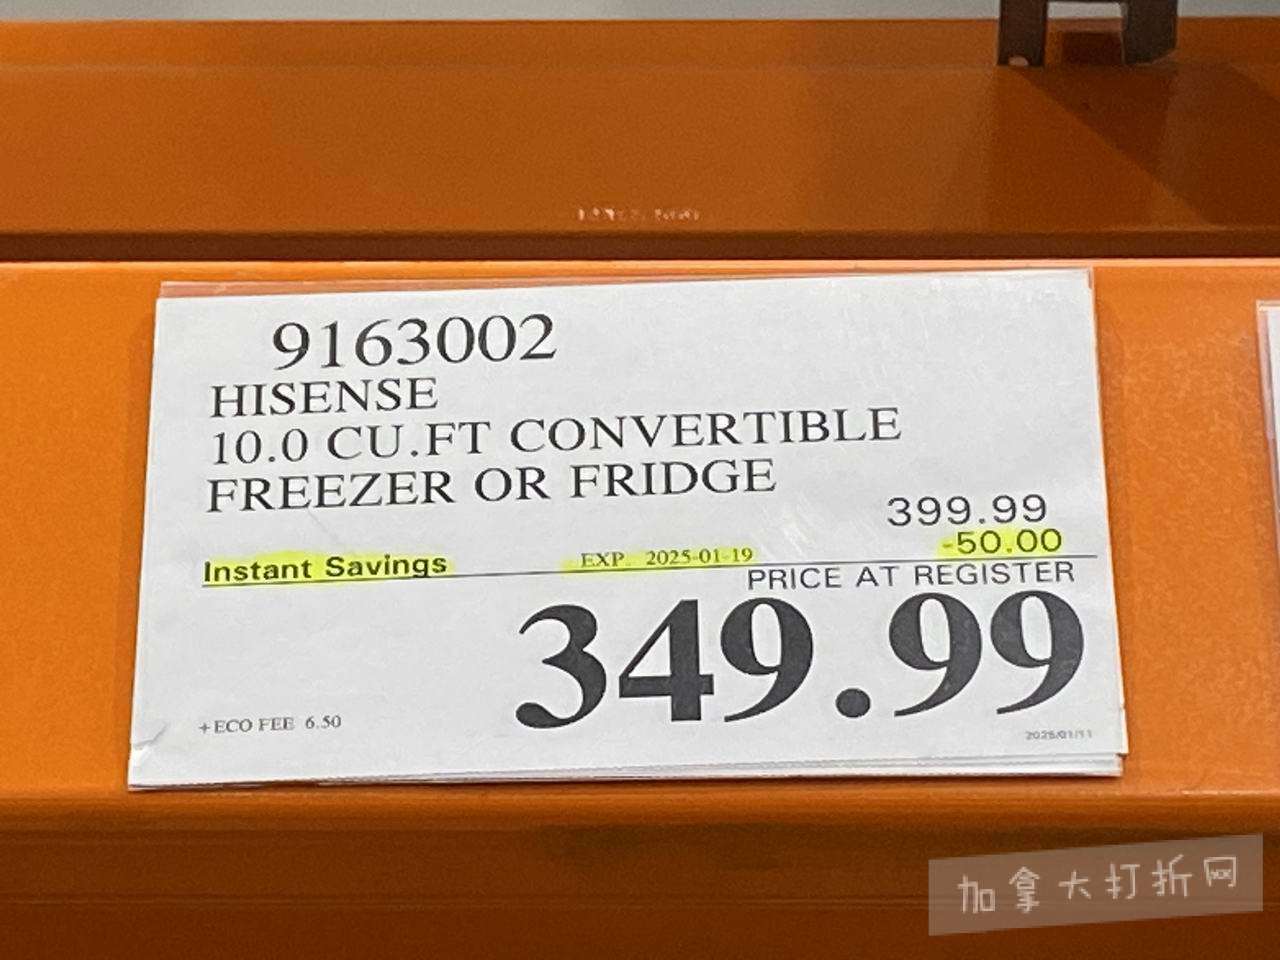 9163002
HISENSE
10.0 CU.FT CONVERTIBLE
FREEZER OR FRIDGE
399.99
Instant Savings EXP. 2025-01-19 -50.00
PRICE AT REGISTER
349.99
+ECO FEE 6.50
2025/01/11
加拿大打折网